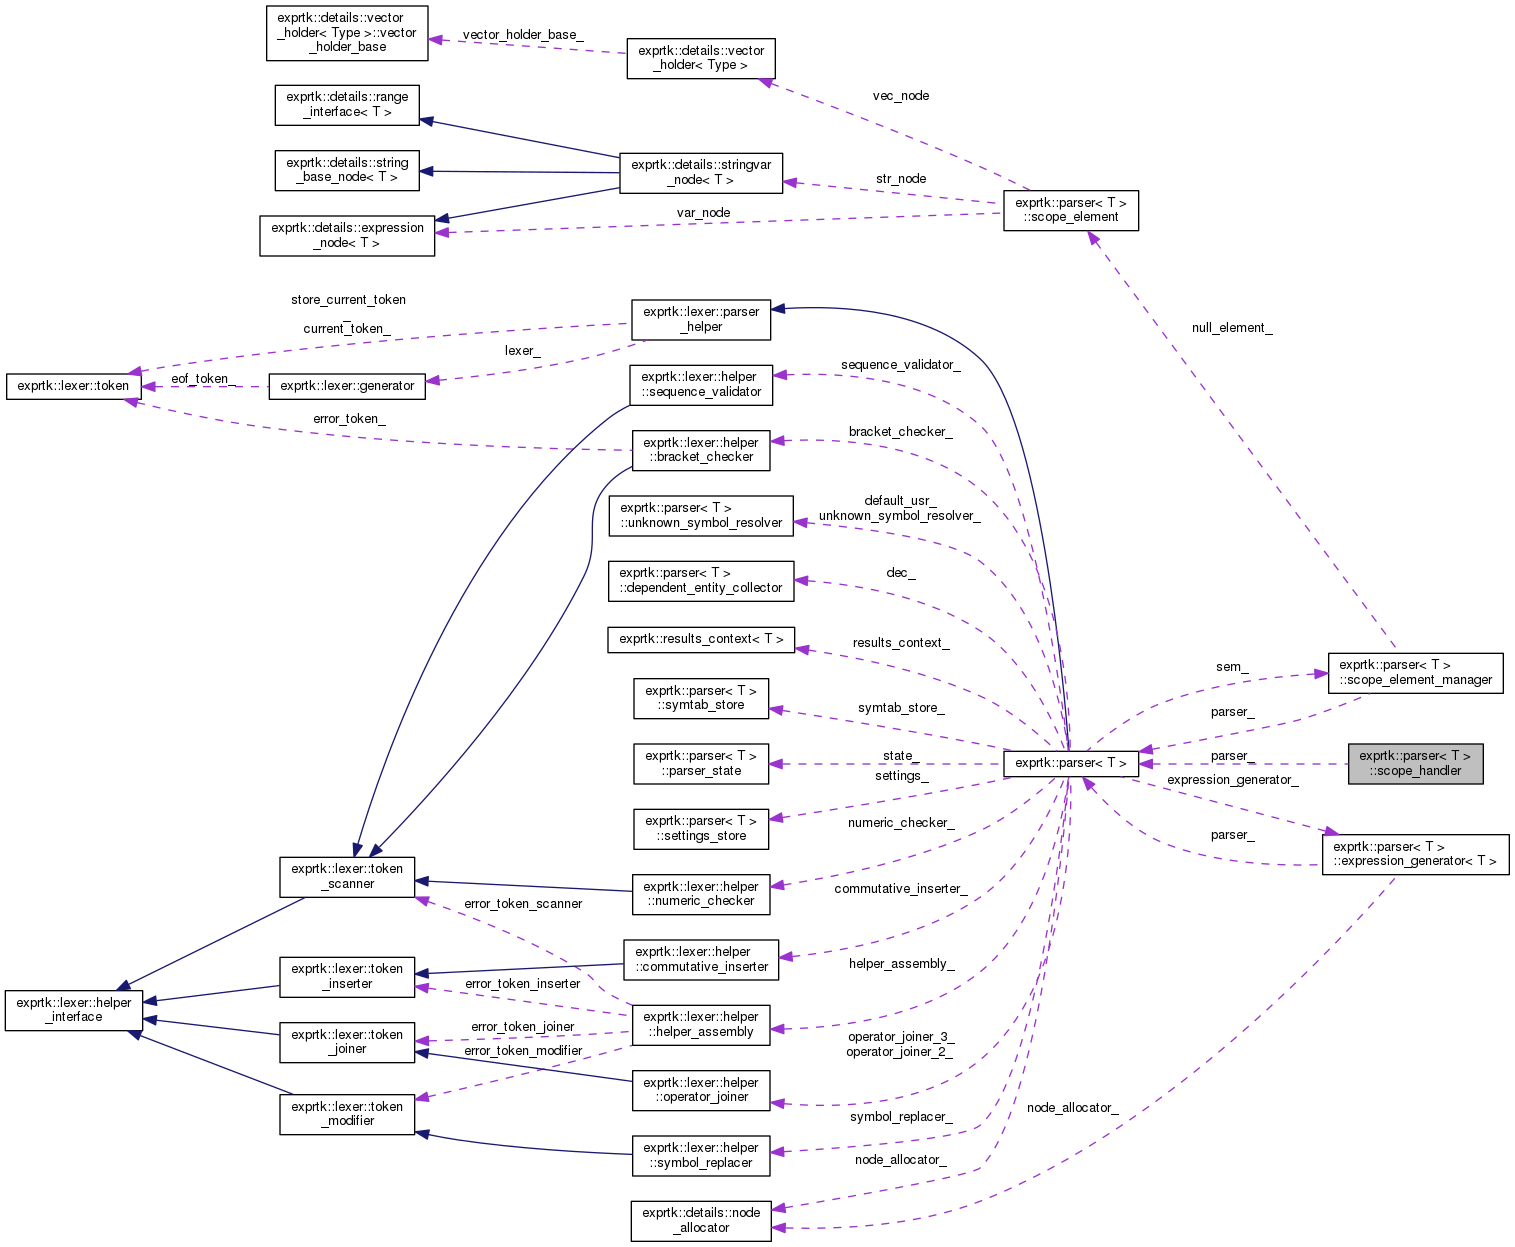 exprtk::details::vector
_holder< Type >::vector
_holder_base
vector_holder_base_
exprtk::details::vector
_holder< Type >
exprtk::details::range
_interface< T >
vec_node
exprtk::details::string
_base_node< T >
exprtk::details::stringvar
_node< T >
str_node
exprtk::parser< T >
::scope_element
var_node
exprtk::details::expression
_node< T >
store_current_token
_
current_token_
exprtk::lexer::parser
_helper
null_element_
lexer_
exprtk::lexer::token
eof_token_
exprtk::lexer::generator
exprtk::lexer::helper
::sequence_validator
sequence_validator_
error_token_
exprtk::lexer::helper
::bracket_checker
bracket_checker_
exprtk::parser< T >
::unknown_symbol_resolver
default_usr_
unknown_symbol_resolver_
exprtk::parser< T >
::dependent_entity_collector
dec_
exprtk::results_context< T >
results_context_
exprtk::parser< T >
::symtab_store
symtab_store_
sem_
exprtk::parser< T >
::scope_element_manager
parser_
exprtk::parser< T >
::parser_state
state_
exprtk::parser< T >
parser_
exprtk::parser< T >
::scope_handler
settings_
expression_generator_
exprtk::parser< T >
::settings_store
numeric_checker_
parser_
exprtk::parser< T >
::expression_generator< T >
exprtk::lexer::token
_scanner
exprtk::lexer::helper
::numeric_checker
commutative_inserter_
error_token_scanner
exprtk::lexer::helper
::commutative_inserter
exprtk::lexer::token
_inserter
error_token_inserter
helper_assembly_
exprtk::lexer::helper
_interface
exprtk::lexer::helper
::helper_assembly
exprtk::lexer::token
_joiner
error_token_joiner
error_token_modifier
operator_joiner_3_
operator_joiner_2_
exprtk::lexer::helper
::operator_joiner
exprtk::lexer::token
_modifier
symbol_replacer_
node_allocator_
exprtk::lexer::helper
::symbol_replacer
node_allocator_
exprtk::details::node
_allocator